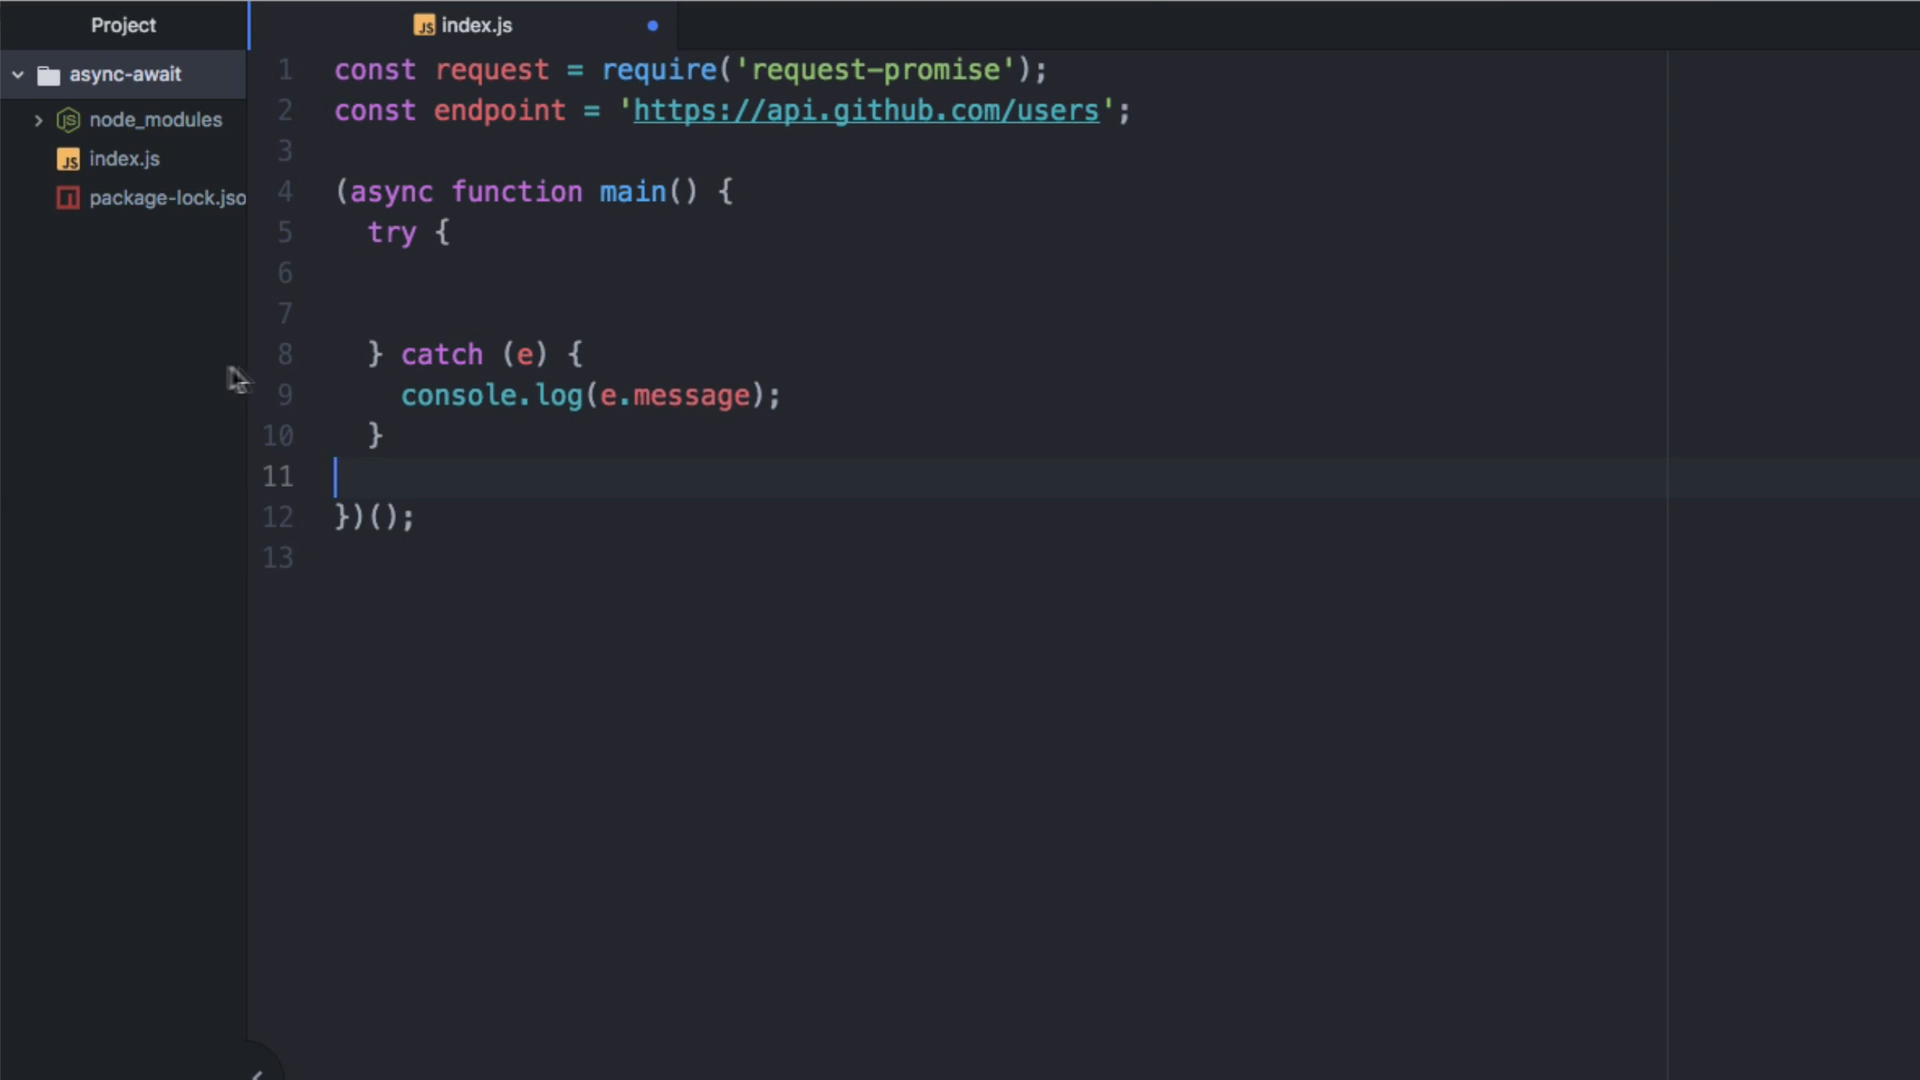 Project
async-await
node_modules
index.js
package-lock.jso
index.js
1 const request = require('request-promise');
2 const endpoint = 'https://api.github.com/users';
3
4 (async function main() {
5 try {
6
7
8 } catch (e) {
9 console.log(e.message);
10 }
11
12 })();
13